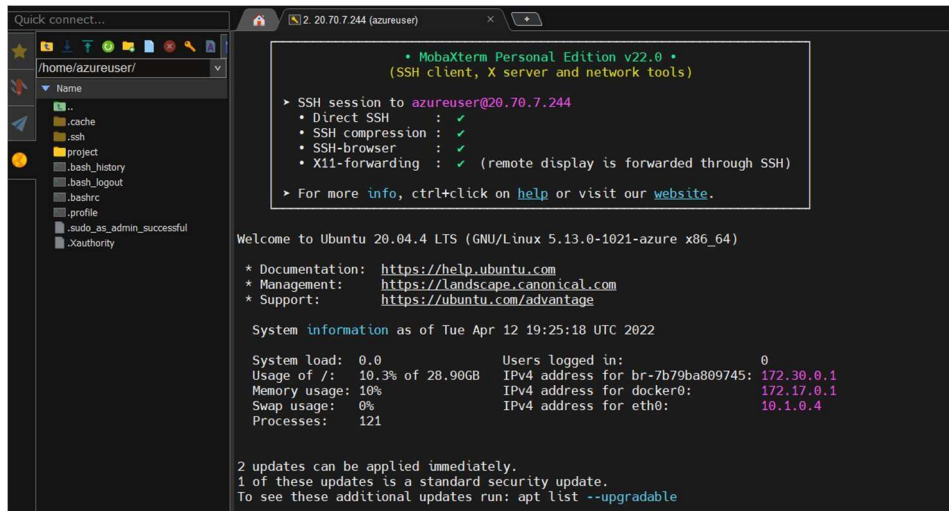 Quick connect...
2. 20.70.7.244 (azureuser)
/home/azureuser/
Name
..
.cache
.ssh
project
.bash_history
.bash_logout
.bashrc
.profile
.sudo_as_admin_successful
.Xauthority
• MobaXterm Personal Edition v22.0 •
(SSH client, X server and network tools)
➤ SSH session to azureuser@20.70.7.244
• Direct SSH : ✔
• SSH compression : ✔
• SSH-browser : ✔
• X11-forwarding : ✔ (remote display is forwarded through SSH)
➤ For more info, ctrl+click on help or visit our website.
Welcome to Ubuntu 20.04.4 LTS (GNU/Linux 5.13.0-1021-azure x86_64)
* Documentation: https://help.ubuntu.com
* Management: https://landscape.canonical.com
* Support: https://ubuntu.com/advantage
System information as of Tue Apr 12 19:25:18 UTC 2022
System load: 0.0 Users logged in: 0
Usage of /: 10.3% of 28.90GB IPv4 address for br-7b79ba809745: 172.30.0.1
Memory usage: 10% IPv4 address for docker0: 172.17.0.1
Swap usage: 0% IPv4 address for eth0: 10.1.0.4
Processes: 121
2 updates can be applied immediately.
1 of these updates is a standard security update.
To see these additional updates run: apt list --upgradable